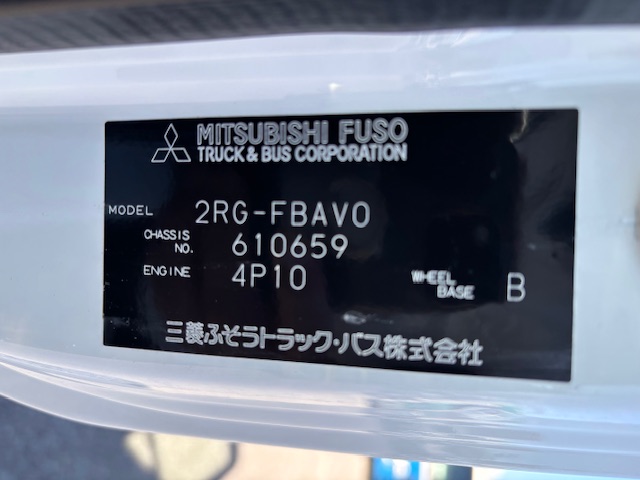 MITSUBISHI FUSO
TRUCK & BUS CORPORATION
MODEL 2RG-FBAV0
CHASSIS NO. 610659
ENGINE 4P10 WHEEL BASE B
三菱ふそうトラック・バス株式会社